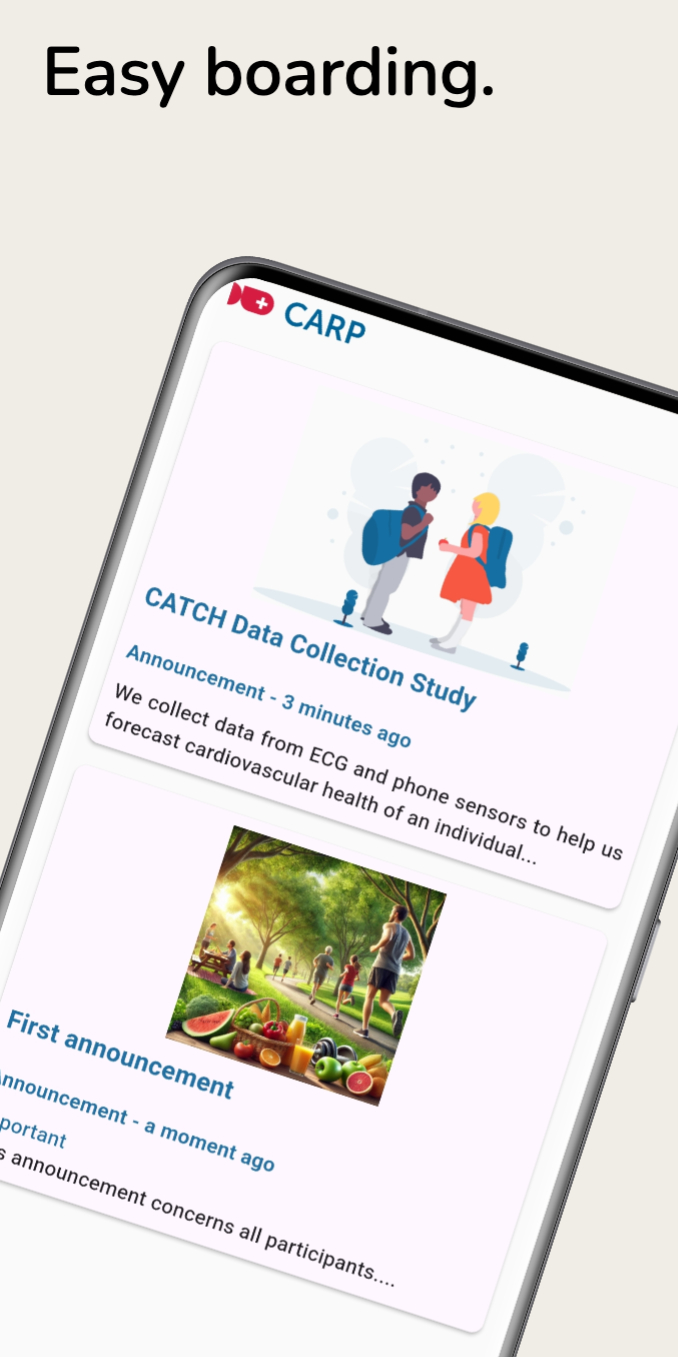 Easy boarding.
CARP
CATCH Data Collection Study
Announcement - 3 minutes ago
We collect data from ECG and phone sensors to help us
forecast cardiovascular health of an individual...
First announcement
Announcement - a moment ago
portant
s announcement concerns all participants....